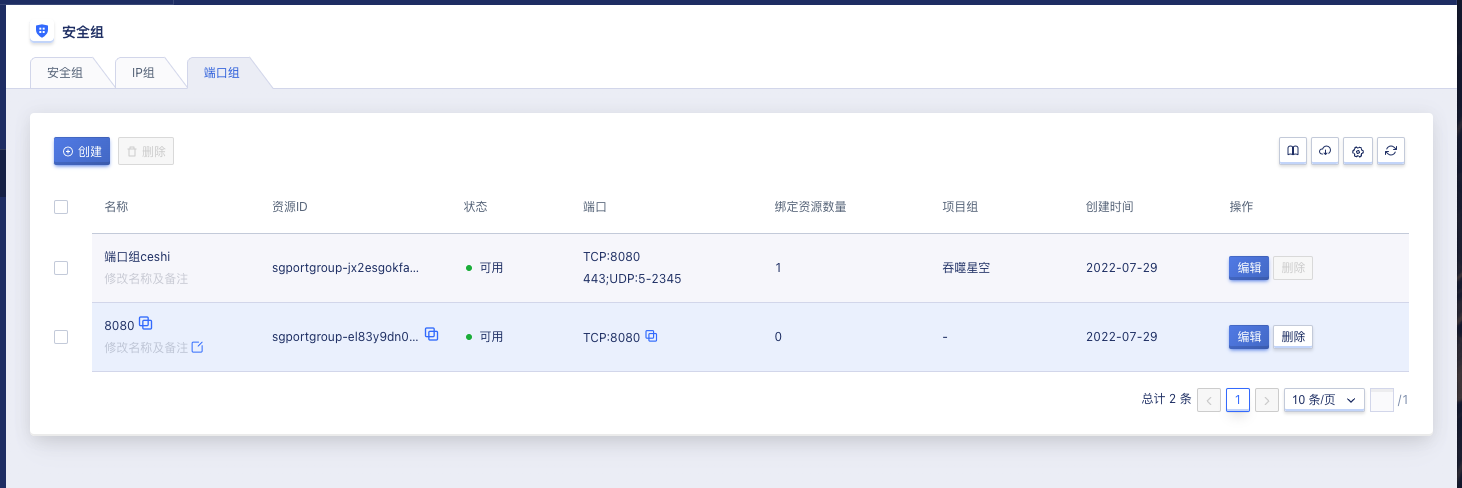 安全组
安全组 IP组 端口组
创建 删除
名称 资源ID 状态 端口 绑定资源数量 项目组 创建时间 操作
端口组ceshi
修改名称及备注
sgportgroup-jx2esgokfa...
可用
TCP:8080
443;UDP:5-2345
1
吞噬星空
2022-07-29
编辑 删除
8080
修改名称及备注
sgportgroup-el83y9dn0...
可用
TCP:8080
0
-
2022-07-29
编辑 删除
总计 2 条 1 10 条/页 /1